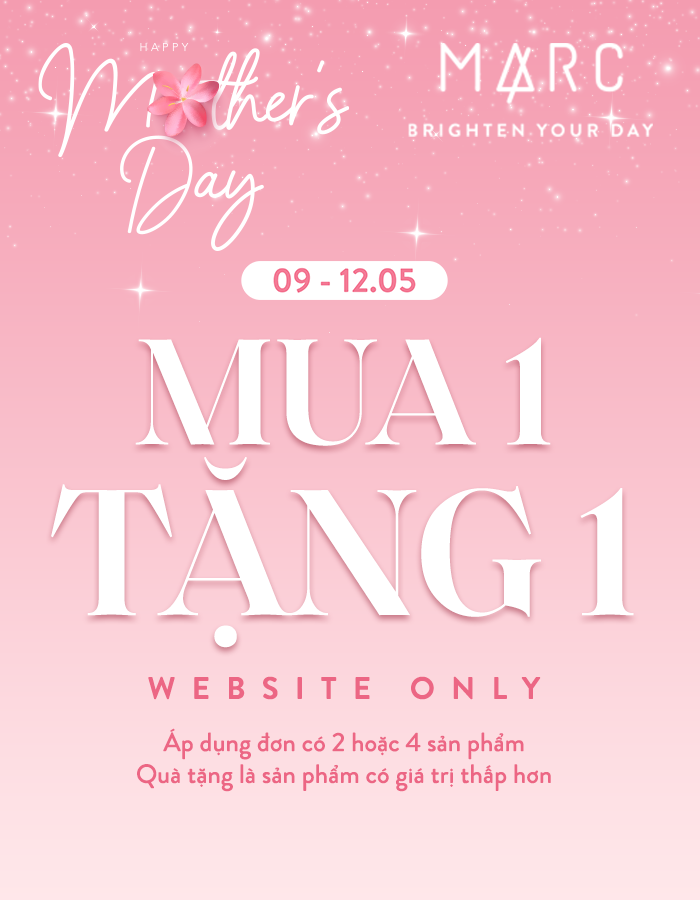 HAPPY
Mother's
Day
MARC
BRIGHTEN YOUR DAY
09 - 12.05
MUA 1
TẶNG 1
WEBSITE ONLY
Áp dụng đơn có 2 hoặc 4 sản phẩm
Quà tặng là sản phẩm có giá trị thấp hơn